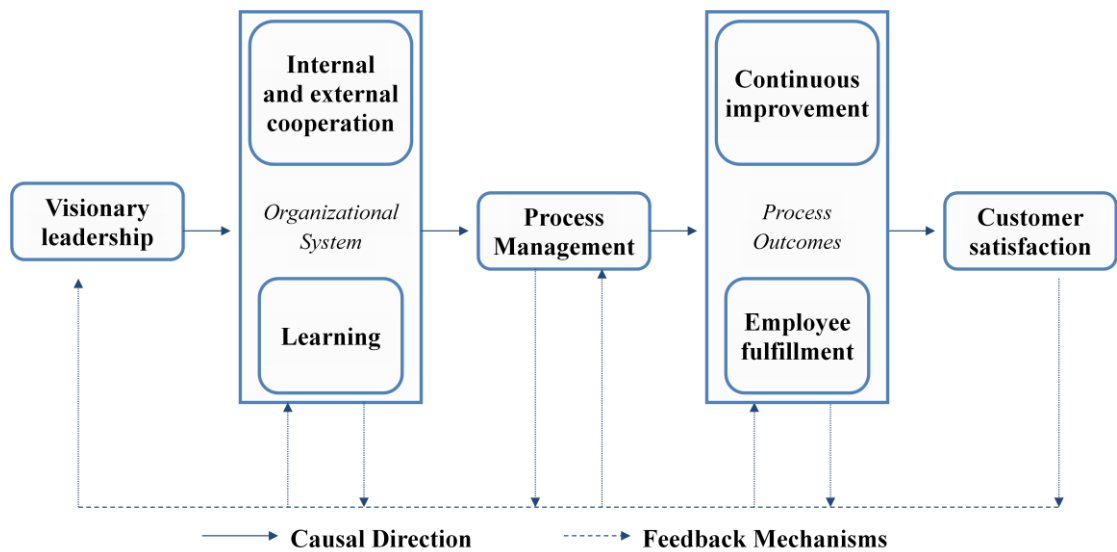 Visionary
leadership
Internal
and external
cooperation
Organizational
System
Learning
Process
Management
Continuous
improvement
Process
Outcomes
Employee
fulfillment
Customer
satisfaction
Causal Direction
Feedback Mechanisms